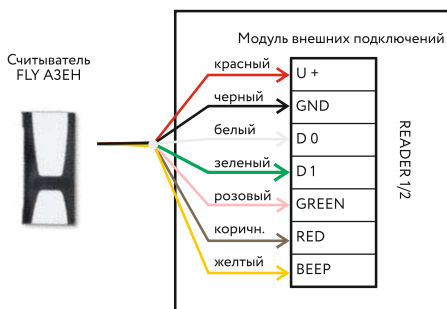 Модуль внешних подключений
Считыватель
FLY A3EH
красный
U +
черный
GND
белый
D 0
зеленый
D 1
розовый
GREEN
коричн.
RED
желтый
BEEP
READER 1/2